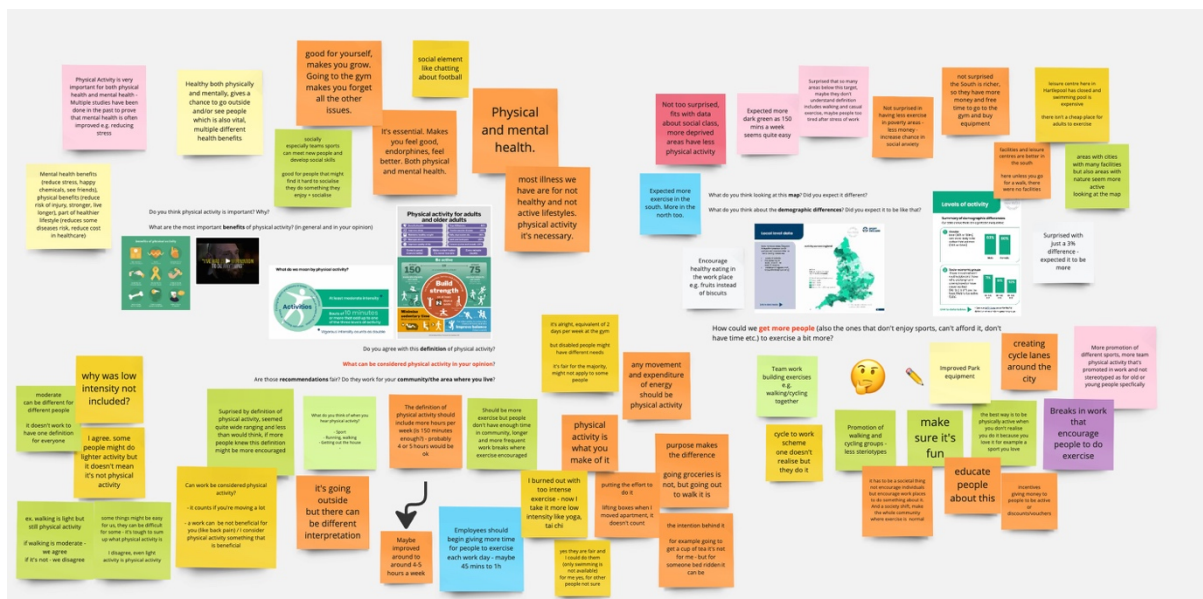 Physical Activity is very
important for both physical
health and mental health -
Multiple studies have been
done in the past to prove
that mental health is often
improved e.g. reducing
stress
Healthy both physically
and mentally, gives a
chance to go outside
and/or see people
which is also vital,
multiple different health
benefits
good for yourself,
makes you grow.
Going to the gym
makes you forget
all the other
issues.
social element
like chatting
about football
Physical
and mental
health.
socially
especially teams sports
can meet new people and
develop social skills
good for people that might
find it hard to socialise
they do something they
enjoy + socialise
It's essential. Makes
you feel good,
endorphines, feel
better. Both physical
and mental health.
most illness we
have are for not
healthy and not
active lifestyles.
physical activity
it's necessary.
Mental health benefits
(reduce stress, happy
chemicals, see friends),
physical benefits (reduce
risk of injury, stronger, live
longer), part of healthier
lifestyle (reduces some
diseases risk, reduce cost
in healthcare)
Do you think physical activity is important? Why?
What are the most important benefits of physical activity? (in general and in your opinion)
What do we mean by physical activity?
Activities
At least moderate intensity
Bouts of 10 minutes
Physical activity for adults
and older adults
Be active
150
75
Build
strength
Minimise
sedentary time
Improve balance
Do you agree with this definition of physical activity?
What can be considered physical activity in your opinion?
Are those recommendations fair? Do they work for your community/the area where you live?
why was low
intensity not
included?
moderate
can be different for
different people
it doesn't work to
have one definition
for everyone
I agree. some
people might do
lighter activity but
it doesn't mean
it's not physical
activity
ex. walking is light but
still physical activity
if walking is moderate -
we agree
if it's not - we disagree
some things might be easy
for us, they can be difficult
for some - it's tough to sum
up what physical activity is
I disagree, even light
activity is physical activity
Suprised by definition of
physical activity, seemed
quite wide ranging and less
than would think, if more
people knew this definition
might be more encouraged
Can work be considered physical
activity?
- it counts if you're moving a lot
- a work can be not beneficial for
you (like back pain) / I consider
physical activity something that
is beneficial
What do you think of when you
hear physical activity?
- Sport
- Running, walking
- Getting out the house
-
it's going
outside
but there can
be different
interpretation
The definition of
physical activity should
include more hours per
week (is 150 minutes
enough?) - probably
4 or 5 hours would be
ok
Maybe
improved
around to
around 4-5
hours a week
Should be more
exercise but people
don't have enough time
in community, longer
and more frequent
work breaks where
exercise encouraged
Employees should
begin giving more time
for people to exercise
each work day - maybe
45 mins to 1h
it's alright, equivalent of 2
days per week at the gym
but disabled people might
have different needs
it's fair for the majority,
might not apply to some
people
any movement
and expenditure
of energy
should be
physical activity
physical
activity is
what you
make of it
I burned out with
too intense
exercise - now I
take it more low
intensity like yoga,
tai chi
putting the effort to
do it
lifting boxes when I
moved apartment, it
doesn't count
yes they are fair and
I could do them
(only swimming is
not available)
for me yes, for other
people not sure
purpose makes
the difference
going groceries is
not, but going out
to walk it is
the intention behind it
for example going to
get a cup of tea it's not
for me - but for
someone bed ridden it
can be
Not too surprised,
fits with data
about social class,
more deprived
areas have less
physical activity
Expected more
dark green as 150
mins a week
seems quite easy
Surprised that so many
areas below this target,
maybe they don't
understand definition
includes walking and casual
exercise, maybe people too
tired after stress of work
Not surprised in
having less exercise
in poverty areas -
less money -
increase chance in
social anxiety
not surprised
the South is richer,
so they have more
money and free
time to go to the
gym and buy
equipment
leisure centre here in
Hartlepool has closed and
swimming pool is
expensive
there isn't a cheap place for
adults to exercise
facilities and leisure
centres are better in
the south
here unless you go
for a walk, there
were no faclities
areas with cities
with many facilities
but also areas with
nature seem more
active
looking at the map
Expected more
exercise in the
south. More in the
north too.
What do you think looking at this map? Did you expect it different?
What do you think about the demographic differences? Did you expect it to be like that?
Local level data
Levels of activity
Summary of demographic differences:
Surprised with
just a 3%
difference -
expected it to
be more
Encourage
healthy eating in
the work place
e.g. fruits instead
of biscuits
How could we get more people (also the ones that don't enjoy sports, can't afford it, don't
have time etc.) to exercise a bit more?
Team work
building exercises
e.g.
walking/cycling
together
cycle to work
scheme
one doesn't
realise but they
do it
Improved Park
equipment
creating
cycle lanes
around the
city
More promotion of
different sports, more team
physical activity that's
promoted in work and not
stereotyped as for old or
young people specfically
Promotion of
walking and
cycling groups -
less steriotypes
make
sure it's
fun
the best way is to be
physically active when
you don't realise
you do it because you
love it for example a
sport you love
Breaks in work
that encourage
people to do
exercise
it has to be a societal thing
not encourage individuals
but encourage work places
to do something about it.
And a society shift, make
the whole community
where exercise is normal
educate
people
about this
incentives
giving money to
people to be active
or
discounts/vouchers